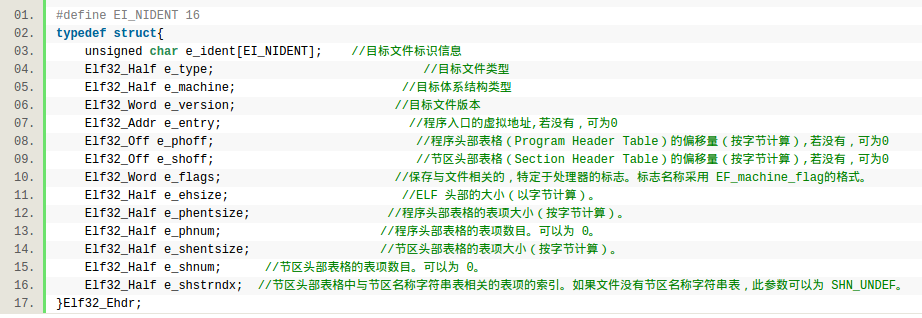 01. #define EI_NIDENT 16
02. typedef struct{
03. unsigned char e_ident[EI_NIDENT]; //目标文件标识信息
04. Elf32_Half e_type; //目标文件类型
05. Elf32_Half e_machine; //目标体系结构类型
06. Elf32_Word e_version; //目标文件版本
07. Elf32_Addr e_entry; //程序入口的虚拟地址,若没有，可为0
08. Elf32_Off e_phoff; //程序头部表格（Program Header Table）的偏移量（按字节计算）,若没有，可为0
09. Elf32_Off e_shoff; //节区头部表格（Section Header Table）的偏移量（按字节计算）,若没有，可为0
10. Elf32_Word e_flags; //保存与文件相关的，特定于处理器的标志。标志名称采用 EF_machine_flag的格式。
11. Elf32_Half e_ehsize; //ELF 头部的大小（以字节计算）。
12. Elf32_Half e_phentsize; //程序头部表格的表项大小（按字节计算）。
13. Elf32_Half e_phnum; //程序头部表格的表项数目。可以为 0。
14. Elf32_Half e_shentsize; //节区头部表格的表项大小（按字节计算）。
15. Elf32_Half e_shnum; //节区头部表格的表项数目。可以为 0。
16. Elf32_Half e_shstrndx; //节区头部表格中与节区名称字符串表相关的表项的索引。如果文件没有节区名称字符串表，此参数可以为 SHN_UNDEF。
17. }Elf32_Ehdr;